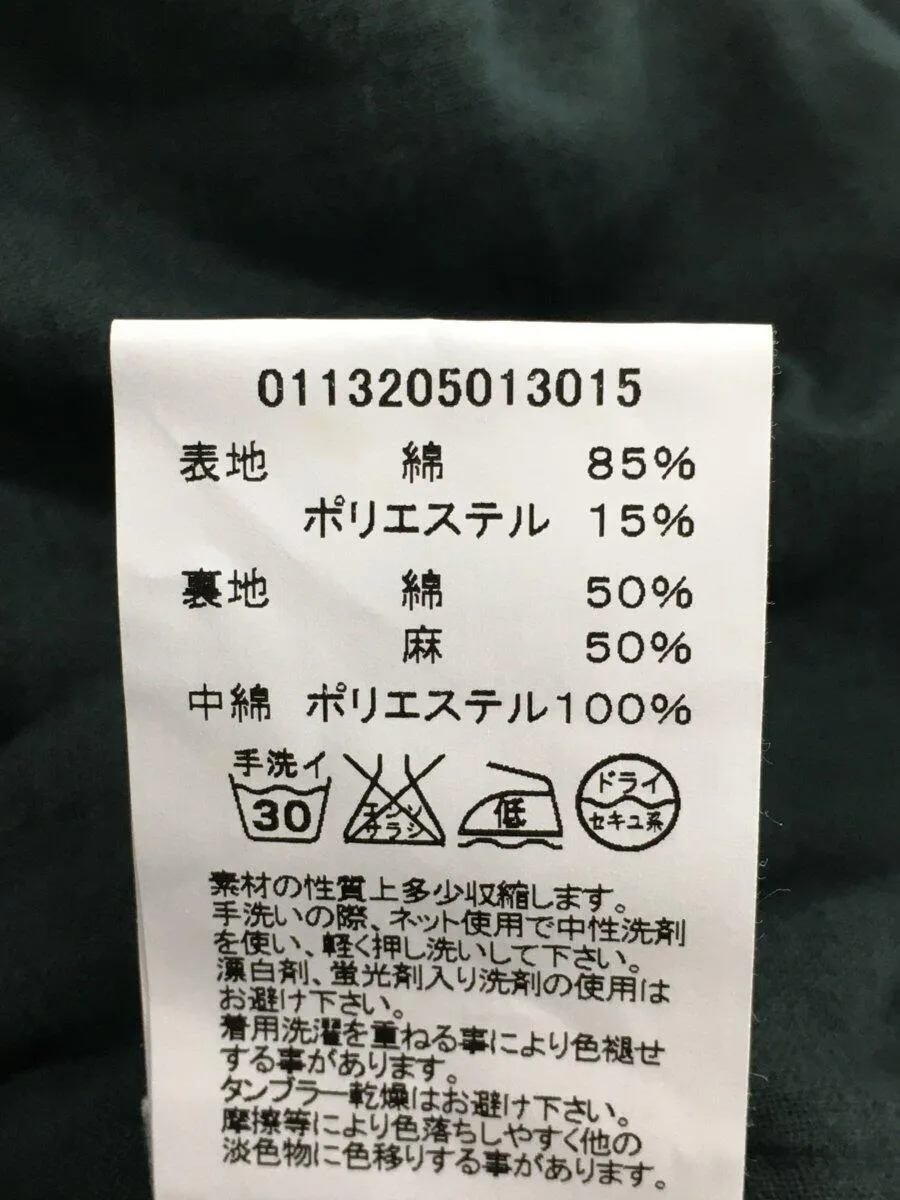 0113205013015
表地 綿 85%
ポリエステル 15%
裏地 綿 50%
麻 50%
中綿 ポリエステル100%
手洗イ
30
エンソ
サラシ
低
ドライ
セキユ系
素材の性質上多少収縮します。
手洗いの際、ネット使用で中性洗剤
を使い、軽く押し洗いして下さい。
漂白剤、蛍光剤入り洗剤の使用は
お避け下さい。
着用洗濯を重ねる事により色褪せ
する事があります。
タンブラー乾燥はお避け下さい。
摩擦等により色落ちしやすく他の
淡色物に色移りする事があります。